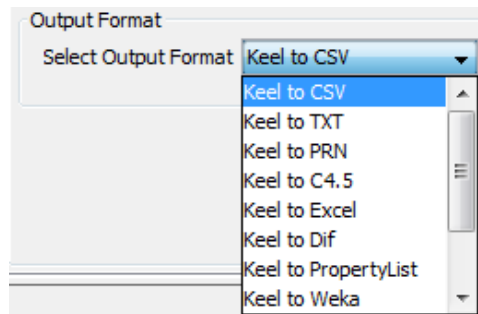 Output Format
Select Output Format Keel to CSV
Keel to CSV
Keel to TXT
Keel to PRN
Keel to C4.5
Keel to Excel
Keel to Dif
Keel to PropertyList
Keel to Weka